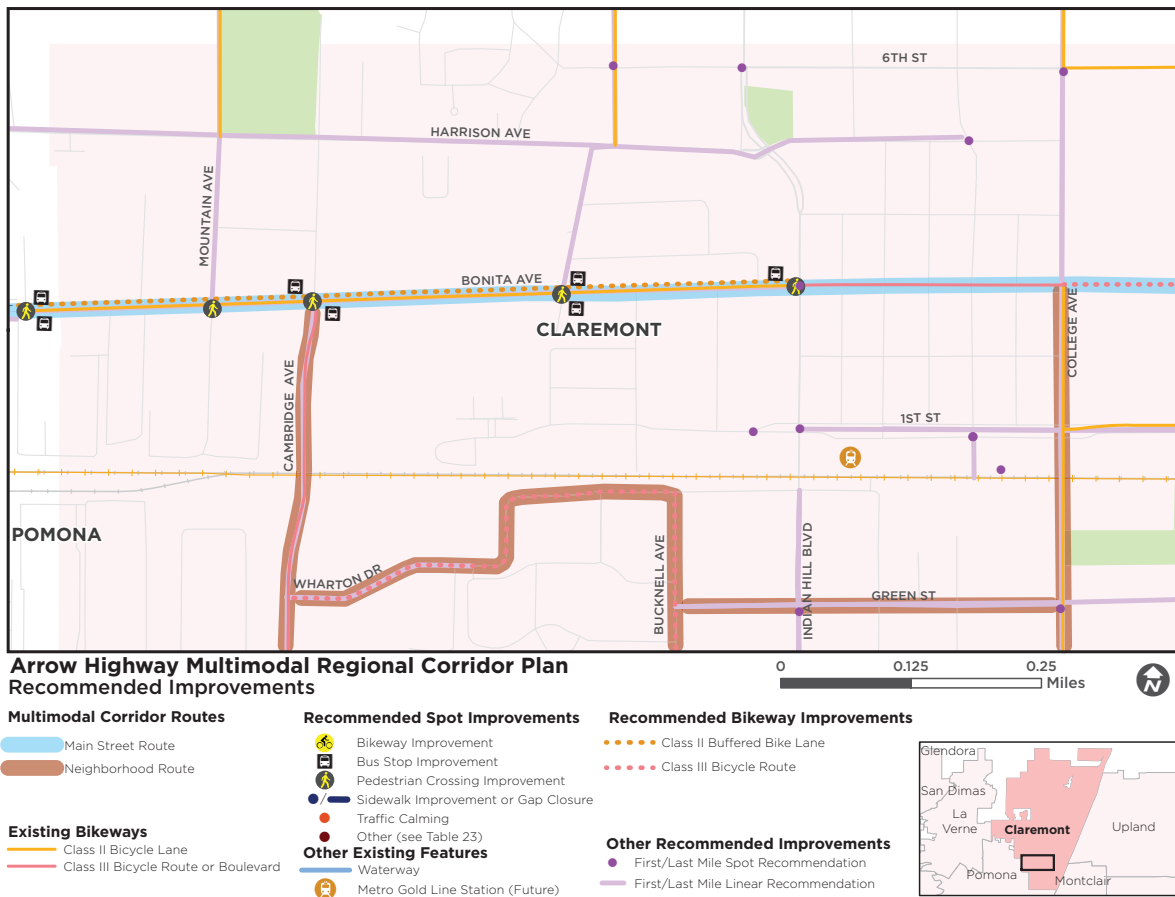 6TH ST
HARRISON AVE
MOUNTAIN AVE
BONITA AVE
CLAREMONT
COLLEGE AVE
CAMBRIDGE AVE
1ST ST
POMONA
WHARTON DR
BUCKNELL AVE
INDIAN HILL BLVD
GREEN ST
Arrow Highway Multimodal Regional Corridor Plan
Recommended Improvements
0 0.125 0.25
Miles
N
Multimodal Corridor Routes
Main Street Route
Neighborhood Route
Existing Bikeways
Class II Bicycle Lane
Class III Bicycle Route or Boulevard
Recommended Spot Improvements
Bikeway Improvement
Bus Stop Improvement
Pedestrian Crossing Improvement
/ Sidewalk Improvement or Gap Closure
Traffic Calming
Other (see Table 23)
Other Existing Features
Waterway
Metro Gold Line Station (Future)
Recommended Bikeway Improvements
Class II Buffered Bike Lane
Class III Bicycle Route
Other Recommended Improvements
First/Last Mile Spot Recommendation
First/Last Mile Linear Recommendation
Glendora
San Dimas
La
Verne
Claremont
Upland
Pomona
Montclair